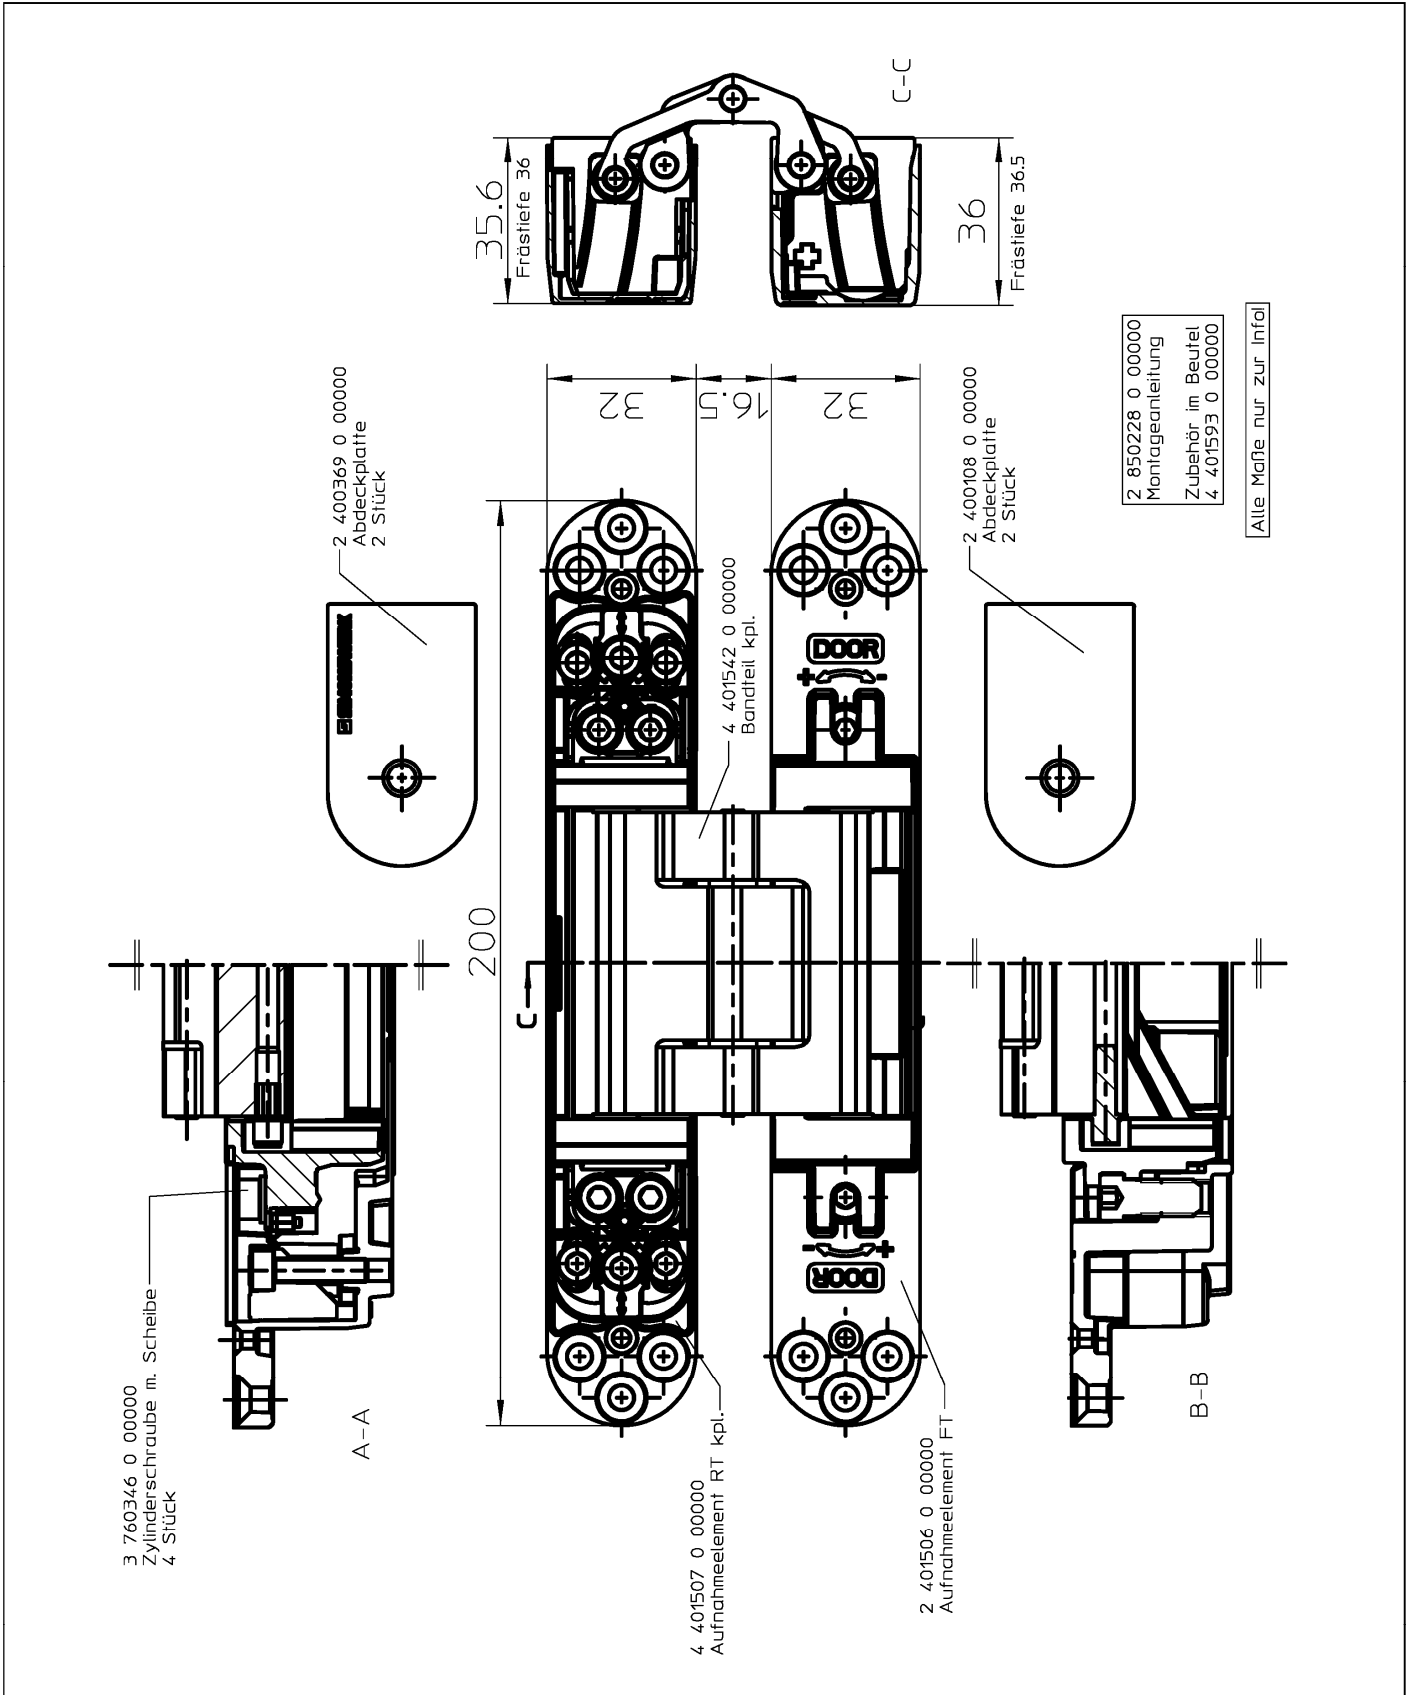 3 760346 0 00000
Zylinderschraube m. Scheibe
4 Stück
A-A
2 400369 0 00000
Abdeckplatte
2 Stück
SIMONSWERK
35.6
Frästiefe 36
C-C
36
Frästiefe 36.5
200
32
16.5
32
C
4 401542 0 00000
Bandteil kpl.
DOOR
+ -
DOOR
- +
4 401507 0 00000
Aufnahmeelement RT kpl.
2 401506 0 00000
Aufnahmeelement FT
2 400108 0 00000
Abdeckplatte
2 Stück
B-B
2 850228 0 00000
Montageanleitung
Zubehör im Beutel
4 401593 0 00000
Alle Maße nur zur Info!